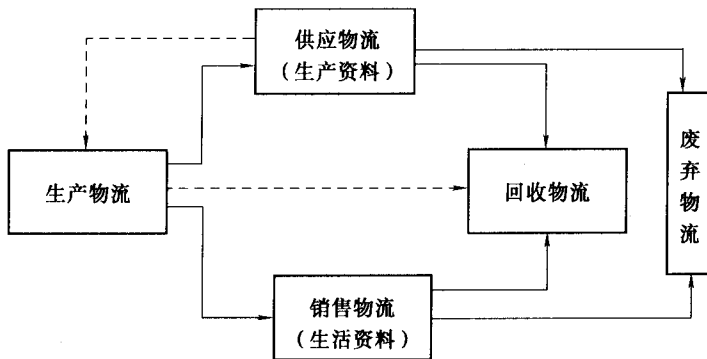 供应物流
（生产资料）
生产物流
回收物流
废弃物流
销售物流
（生活资料）